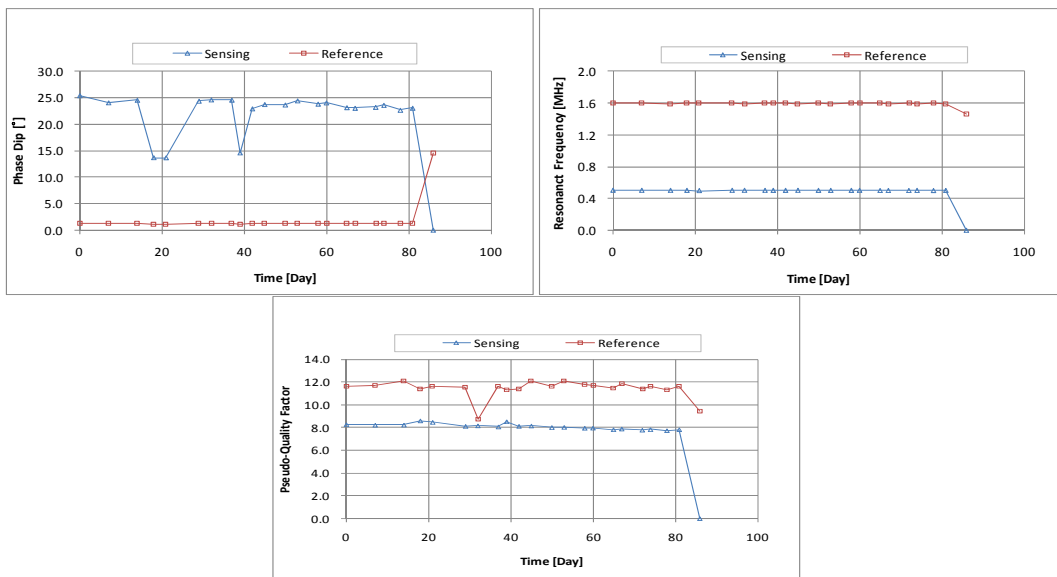 Sensing Reference
30.0
25.0
20.0
15.0
10.0
5.0
0.0
Phase Dip [°]
0 20 40 60 80 100
Time [Day]
Sensing Reference
2.0
1.6
1.2
0.8
0.4
0.0
Resonanct Frequency [MHz]
0 20 40 60 80 100
Time [Day]
Sensing Reference
14.0
12.0
10.0
8.0
6.0
4.0
2.0
0.0
Pseudo-Quality Factor
0 20 40 60 80 100
Time [Day]